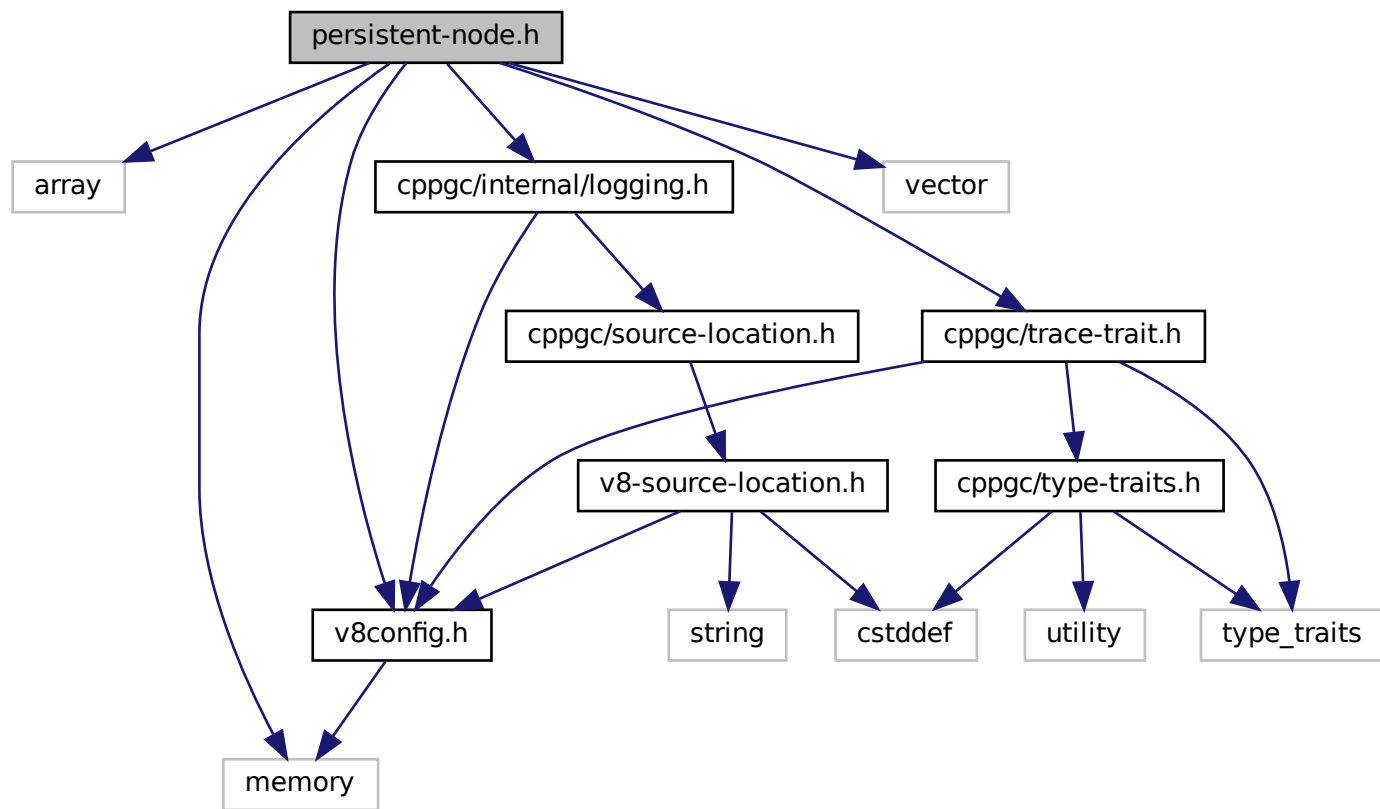 persistent-node.h
array
cppgc/internal/logging.h
vector
cppgc/source-location.h
cppgc/trace-trait.h
v8-source-location.h
cppgc/type-traits.h
v8config.h
string
cstddef
utility
type_traits
memory